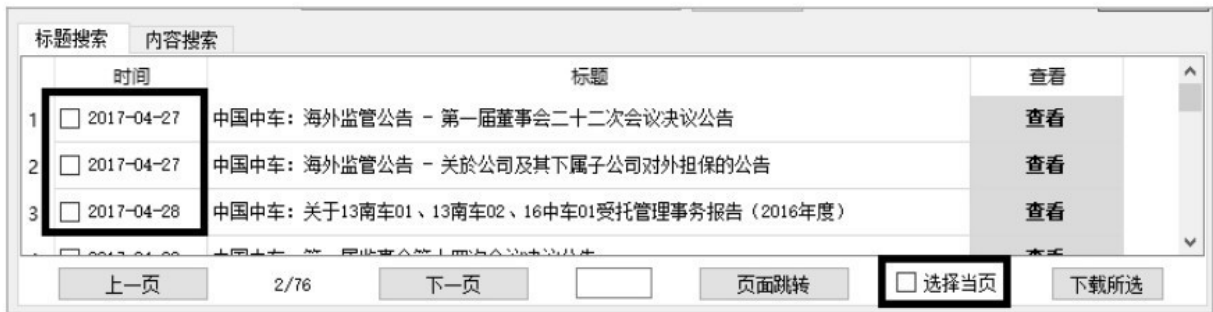 标题搜索 内容搜索
时间 标题 查看
1 2017-04-27 中国中车：海外监管公告 - 第一届董事会二十二次会议决议公告 查看
2 2017-04-27 中国中车：海外监管公告 - 关於公司及其下属子公司对外担保的公告 查看
3 2017-04-28 中国中车：关于13南车01、13南车02、16中车01受托管理事务报告（2016年度） 查看
上一页 2/76 下一页 页面跳转 选择当页 下载所选